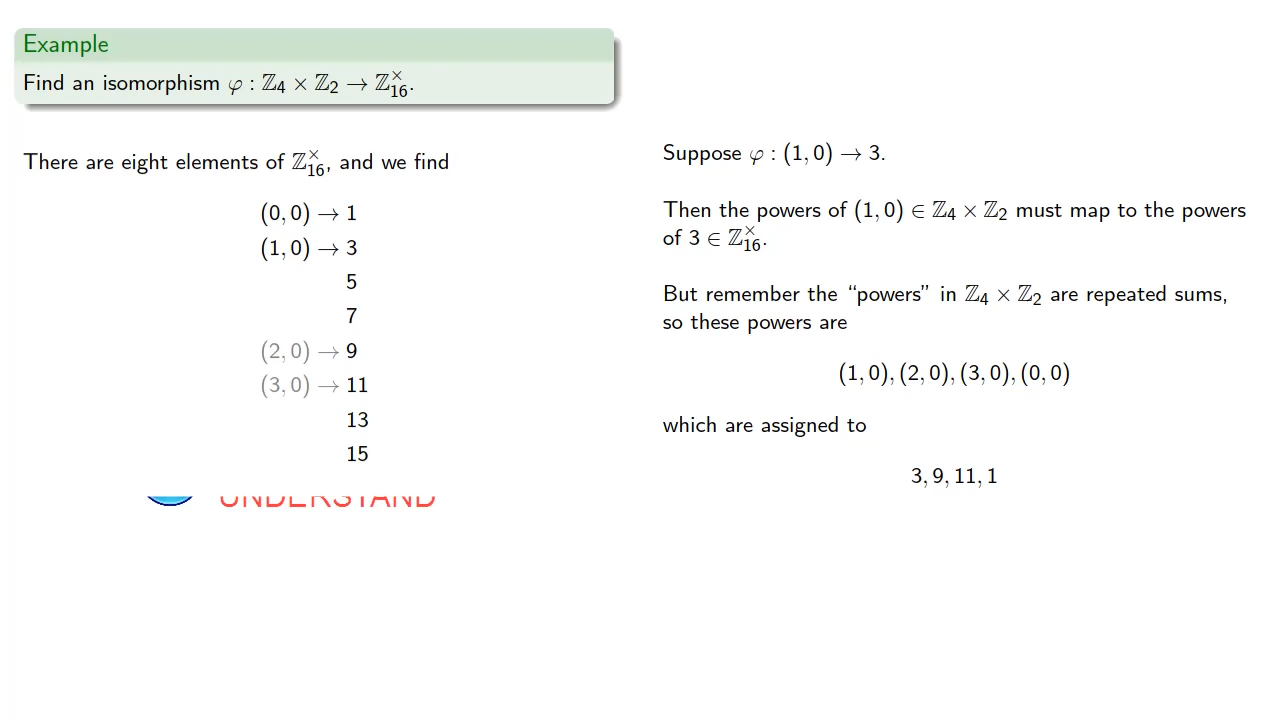 Example
Find an isomorphism φ : ℤ₄ × ℤ₂ → ℤ₁₆^×.
There are eight elements of ℤ₁₆^×, and we find
(0, 0) → 1
(1, 0) → 3
5
7
(2, 0) → 9
(3, 0) → 11
13
15
UNDERSTAND
Suppose φ : (1, 0) → 3.
Then the powers of (1, 0) ∈ ℤ₄ × ℤ₂ must map to the powers
of 3 ∈ ℤ₁₆^×.
But remember the “powers” in ℤ₄ × ℤ₂ are repeated sums,
so these powers are
(1, 0), (2, 0), (3, 0), (0, 0)
which are assigned to
3, 9, 11, 1